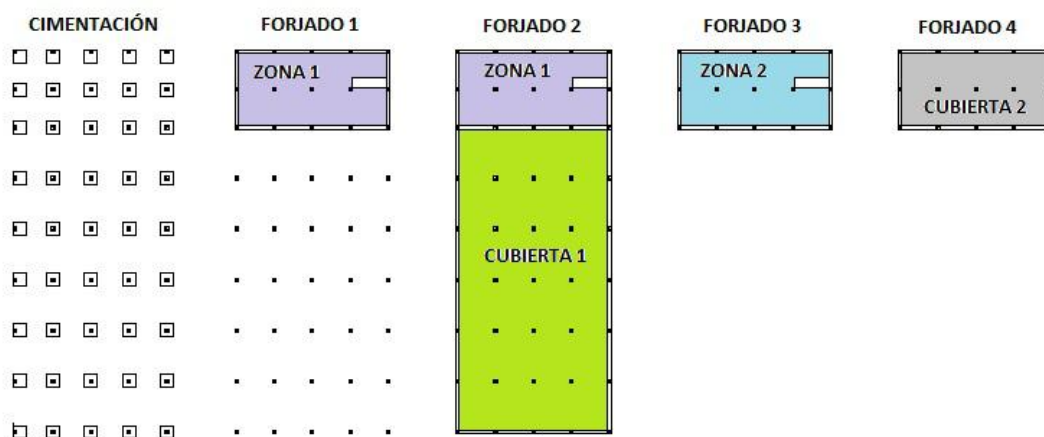 CIMENTACIÓN FORJADO 1 FORJADO 2 FORJADO 3 FORJADO 4
ZONA 1 ZONA 1 ZONA 2
CUBIERTA 2
CUBIERTA 1